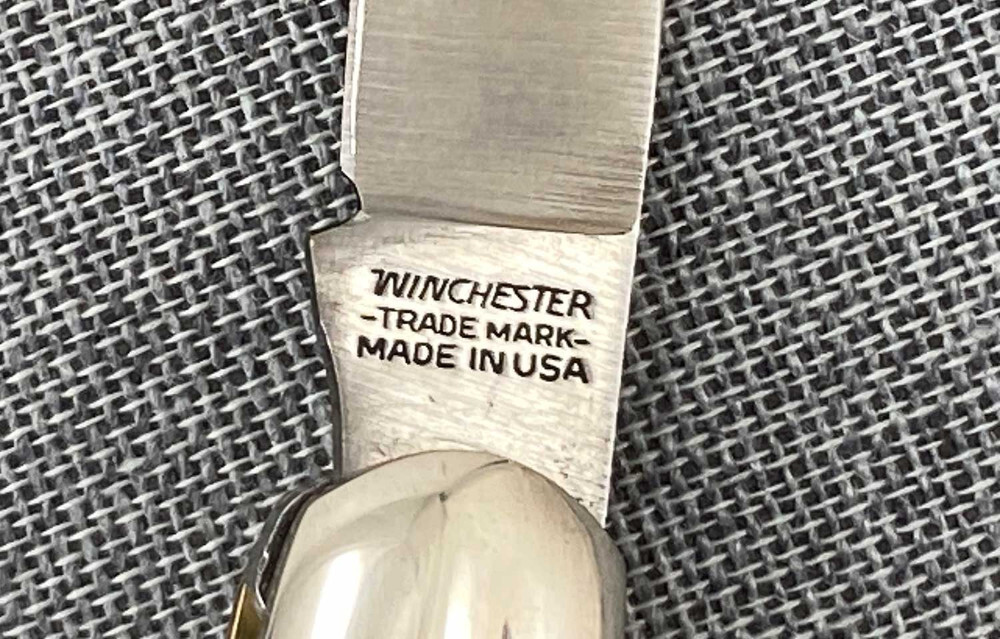 WINCHESTER
-TRADE MARK-
MADE IN USA